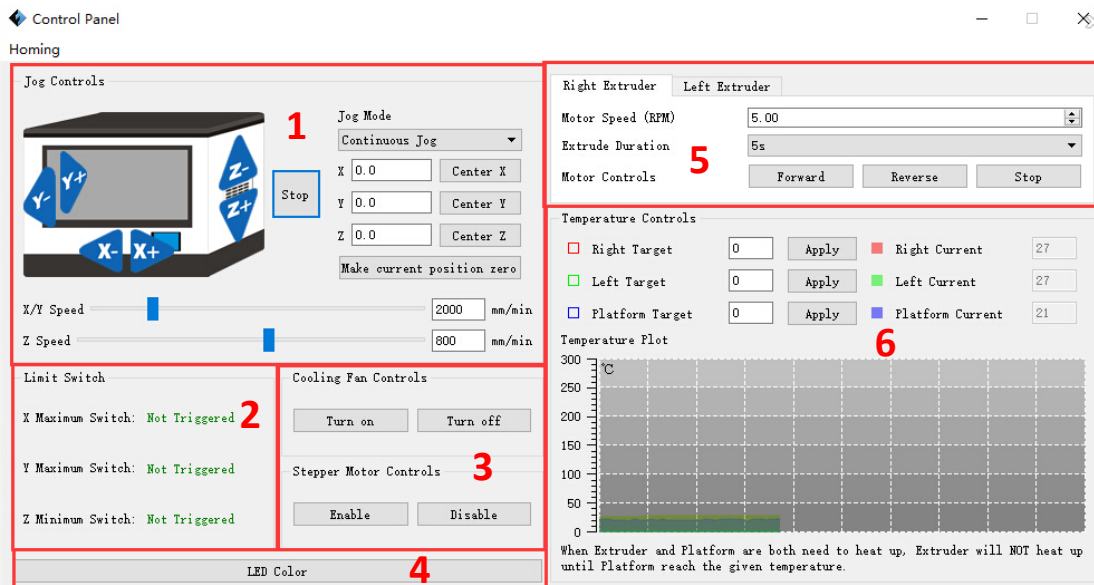 Control Panel
Homing
Jog Controls
1
Y-
Y+
X-
X+
Z-
Z+
Stop
Jog Mode
Continuous Jog
X 0.0 Center X
Y 0.0 Center Y
Z 0.0 Center Z
Make current position zero
X/Y Speed 2000 mm/min
Z Speed 800 mm/min
Limit Switch
2
X Maximum Switch: Not Triggered
Y Maximum Switch: Not Triggered
Z Minimum Switch: Not Triggered
Cooling Fan Controls
Turn on Turn off
3
Stepper Motor Controls
Enable Disable
LED Color
4
Right Extruder Left Extruder
Motor Speed (RPM) 5.00
Extrude Duration 5s
5
Motor Controls Forward Reverse Stop
Temperature Controls
Right Target 0 Apply Right Current 27
Left Target 0 Apply Left Current 27
Platform Target 0 Apply Platform Current 21
6
Temperature Plot
300
°C
250
200
150
100
50
0
When Extruder and Platform are both need to heat up, Extruder will NOT heat up
until Platform reach the given temperature.